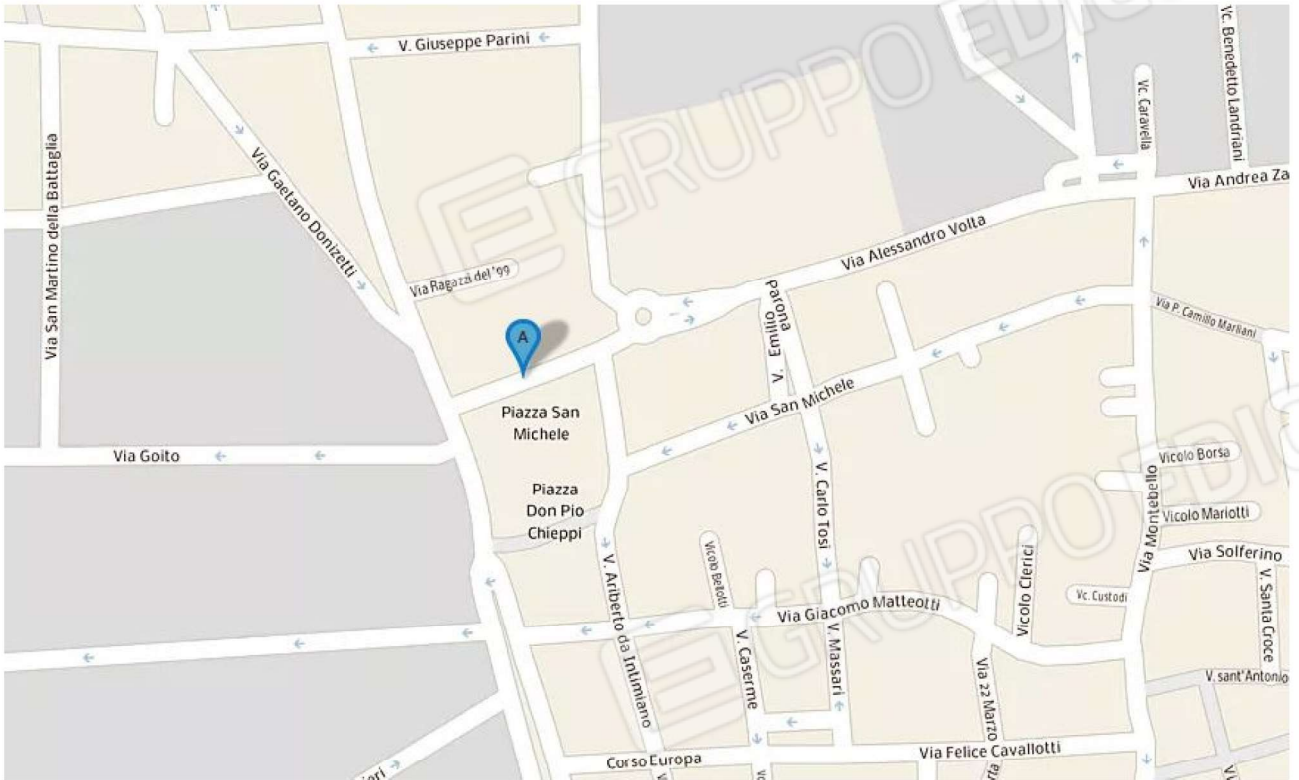 V. Giuseppe Parini
Vc. Benedetto Landriani
Vc. Caravella
Via San Martino della Battaglia
Via Gaetano Donizetti
Via Andrea Za
Via Alessandro Volta
Via Ragazzi del '99
V. Emilio
Parona
Via P. Camillo Marliani
A
Via San Michele
Piazza San
Michele
Via Goito
Vicolo Borsa
Piazza
Don Pio
Chieppi
V. Carlo Tosi
Via Montebello
Vicolo Mariotti
Via Solferino
Vicolo Bellotti
Vicolo Clerici
Vc. Custodi
V. Santa Croce
V. Ariberto da Intimiano
Via Giacomo Matteotti
V. Caserme
V. Massari
Via 22 Marzo
V. sant'Antonio
Corso Europa
Via Felice Cavallotti
GRUPPO EDIC
GRUPPO EDIC